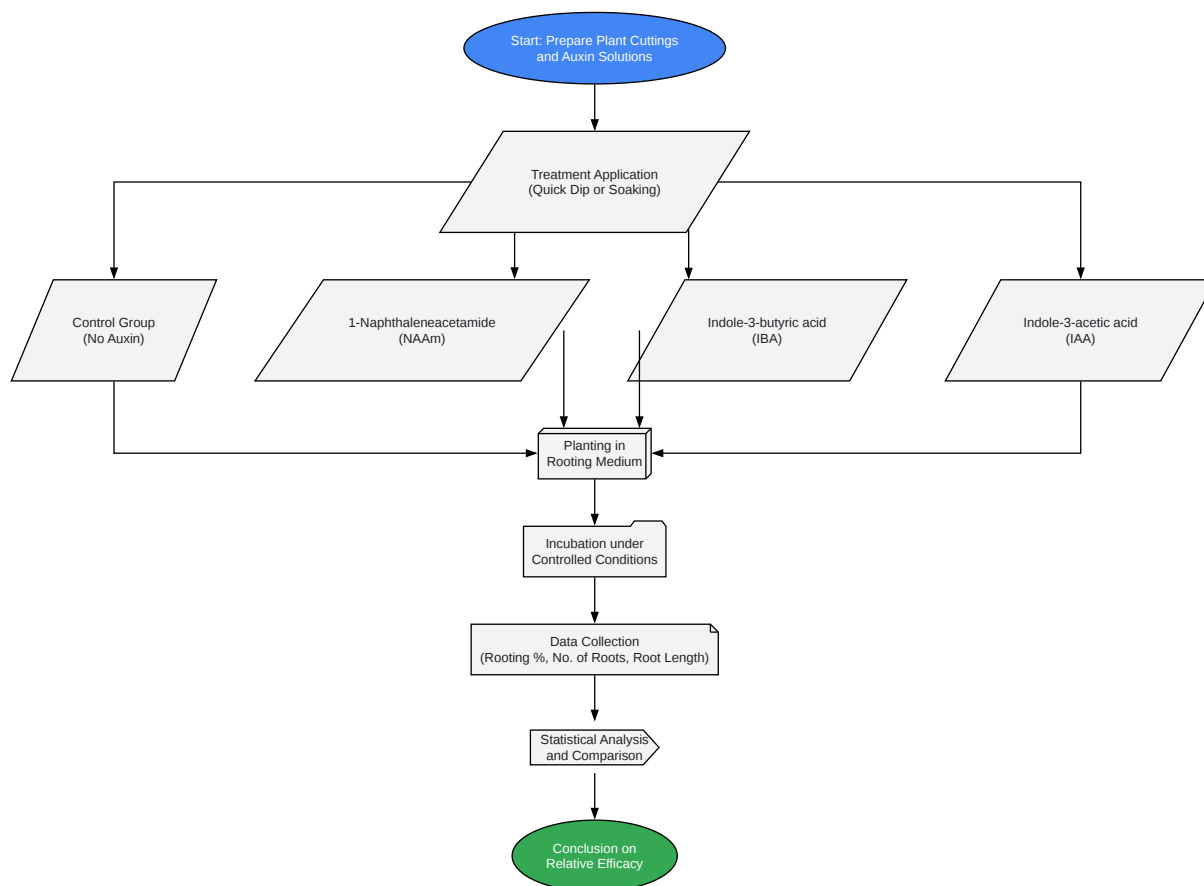 Start: Prepare Plant Cuttings
and Auxin Solutions
Treatment Application
(Quick Dip or Soaking)
Control Group
(No Auxin)
1-Naphthaleneacetamide
(NAAm)
Indole-3-butyric acid
(IBA)
Indole-3-acetic acid
(IAA)
Planting in
Rooting Medium
Incubation under
Controlled Conditions
Data Collection
(Rooting %, No. of Roots, Root Length)
Statistical Analysis
and Comparison
Conclusion on
Relative Efficacy